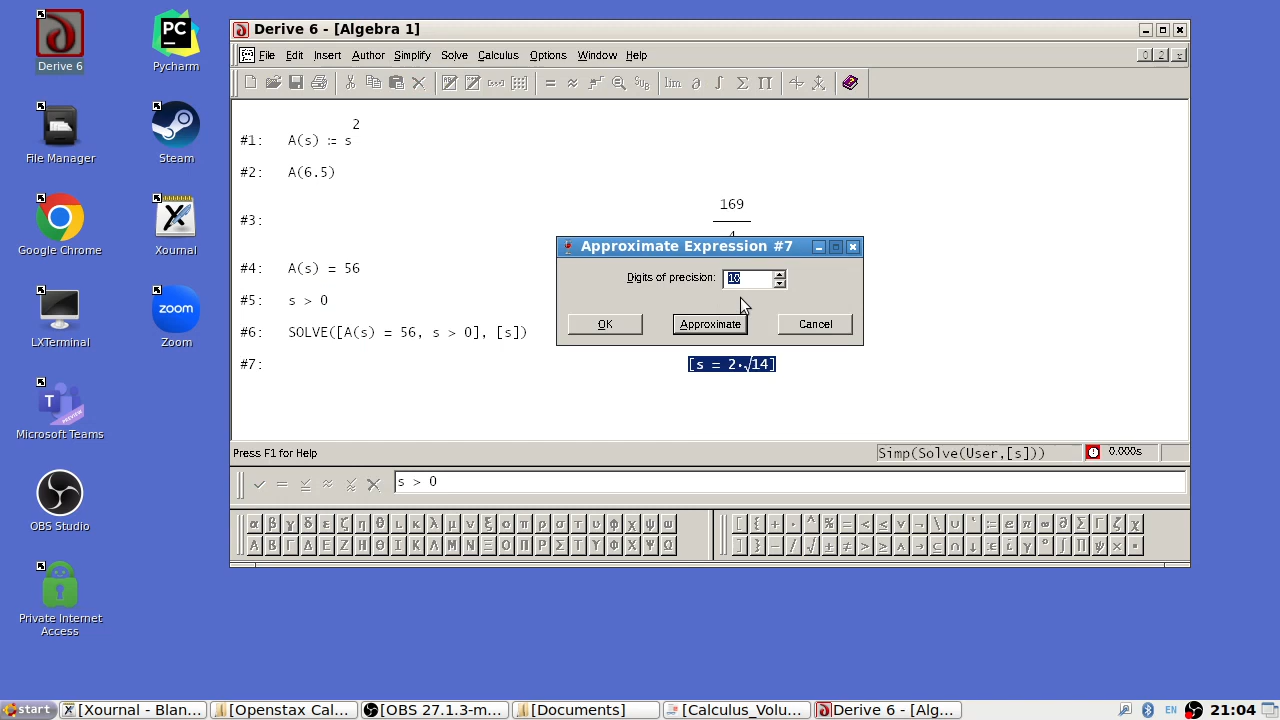 Derive 6 - [Algebra 1]
File Edit Insert Author Simplify Solve Calculus Options Window Help
lim ∂ ∫ Σ Π
#1: A(s) := s²
#2: A(6.5)
#3: 169
#4: A(s) = 56
#5: s > 0
#6: SOLVE([A(s) = 56, s > 0], [s])
#7: [s = 2·√14]
Approximate Expression #7
Digits of precision: 10
OK Approximate Cancel
Press F1 for Help
Simp(Solve(User,[s])) 0.000s
s > 0
α β γ δ ε ζ η θ ι κ λ μ ν ξ ο π ρ σ τ υ φ χ ψ ω
Α Β Γ Δ Ε Ζ Η Θ Ι Κ Λ Μ Ν Ξ Ο Π Ρ Σ Τ Υ Φ Χ Ψ Ω
Derive 6
Pycharm
File Manager
Steam
Google Chrome
Xournal
LXTerminal
Zoom
Microsoft Teams
OBS Studio
Private Internet
Access
start
[Xournal - Blan...
[Openstax Cal...
[OBS 27.1.3-m...
[Documents]
[Calculus_Volu...
Derive 6 - [Alg...
EN
21:04